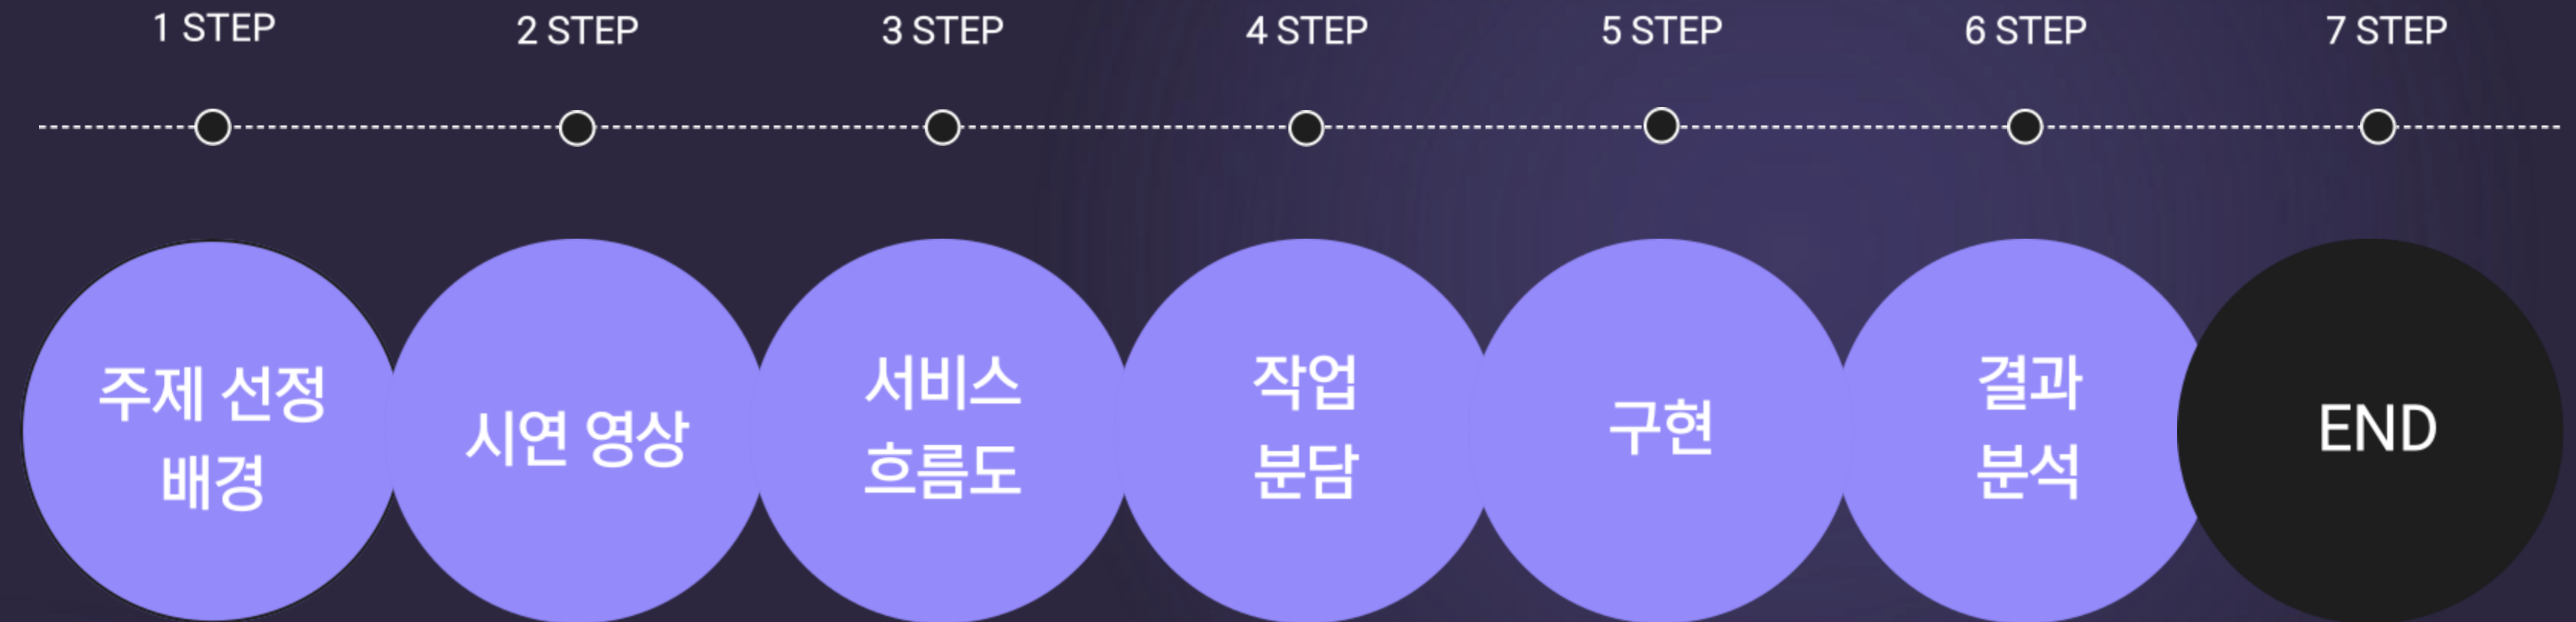 1 STEP
2 STEP
3 STEP
4 STEP
5 STEP
6 STEP
7 STEP
주제 선정
배경
시연 영상
서비스
흐름도
작업
분담
구현
결과
분석
END